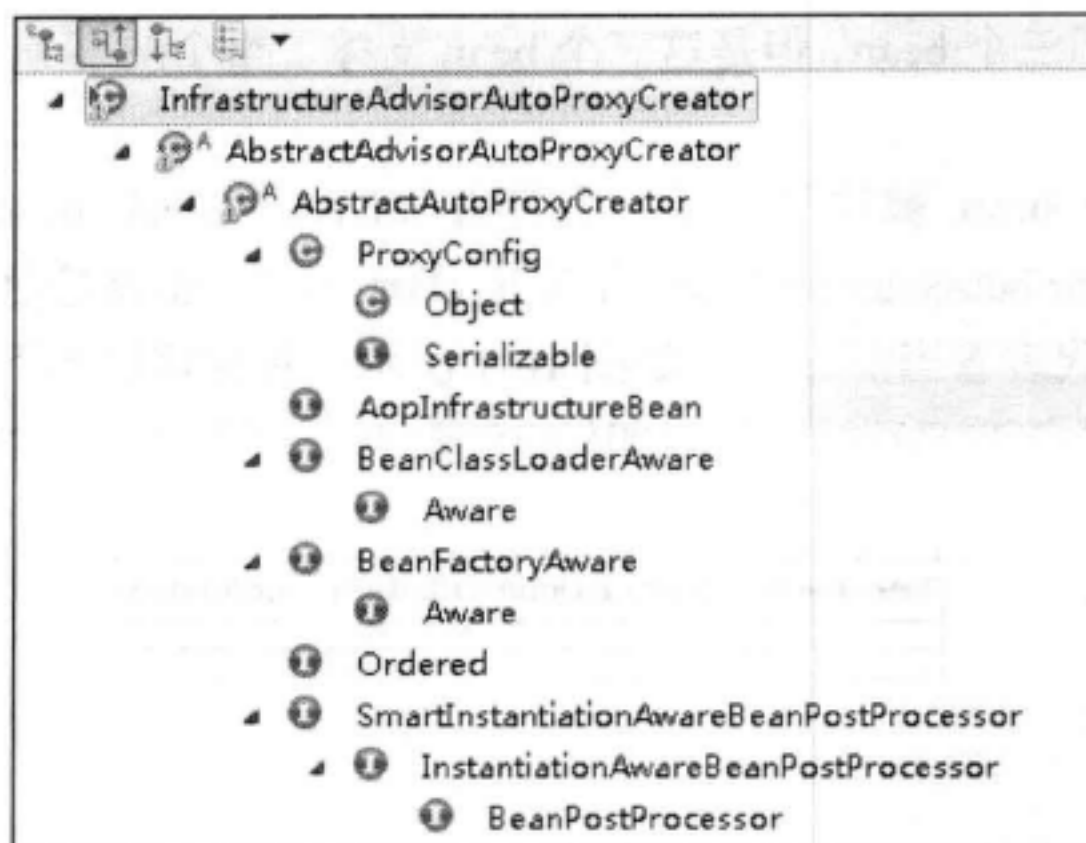 InfrastructureAdvisorAutoProxyCreator
A AbstractAdvisorAutoProxyCreator
A AbstractAutoProxyCreator
ProxyConfig
Object
Serializable
AopInfrastructureBean
BeanClassLoaderAware
Aware
BeanFactoryAware
Aware
Ordered
SmartInstantiationAwareBeanPostProcessor
InstantiationAwareBeanPostProcessor
BeanPostProcessor